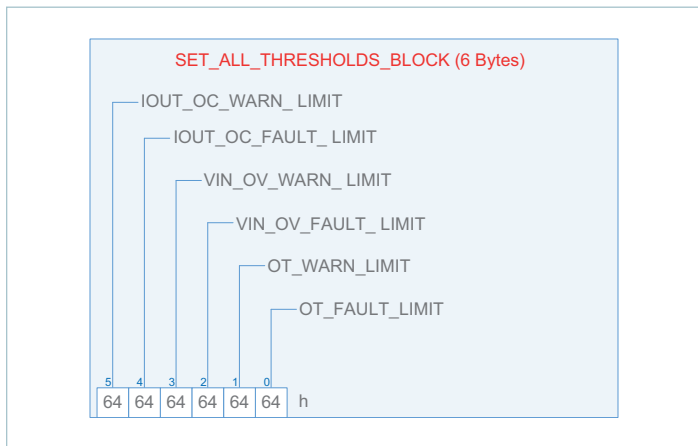 SET_ALL_THRESHOLDS_BLOCK (6 Bytes)
IOUT_OC_WARN_ LIMIT
IOUT_OC_FAULT_ LIMIT
VIN_OV_WARN_ LIMIT
VIN_OV_FAULT_ LIMIT
OT_WARN_LIMIT
OT_FAULT_LIMIT
5 4 3 2 1 0
64 64 64 64 64 64 h